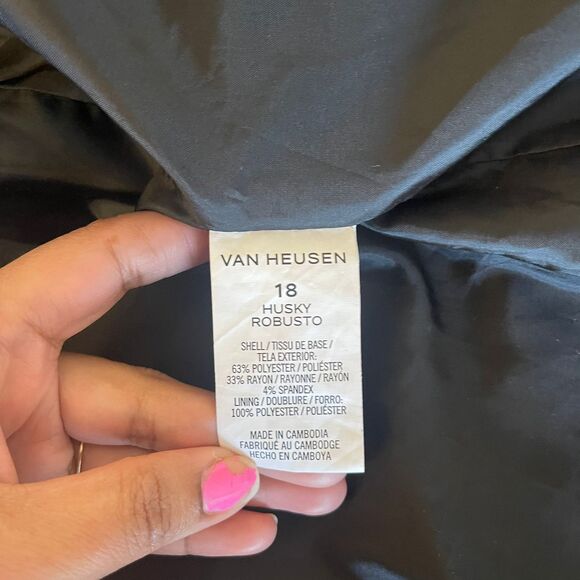 VAN HEUSEN
18
HUSKY
ROBUSTO
SHELL / TISSU DE BASE /
TELA EXTERIOR:
63% POLYESTER / POLIÉSTER
33% RAYON / RAYONNE / RAYÓN
4% SPANDEX
LINING / DOUBLURE / FORRO:
100% POLYESTER / POLIÉSTER
MADE IN CAMBODIA
FABRIQUÉ AU CAMBODGE
HECHO EN CAMBOYA